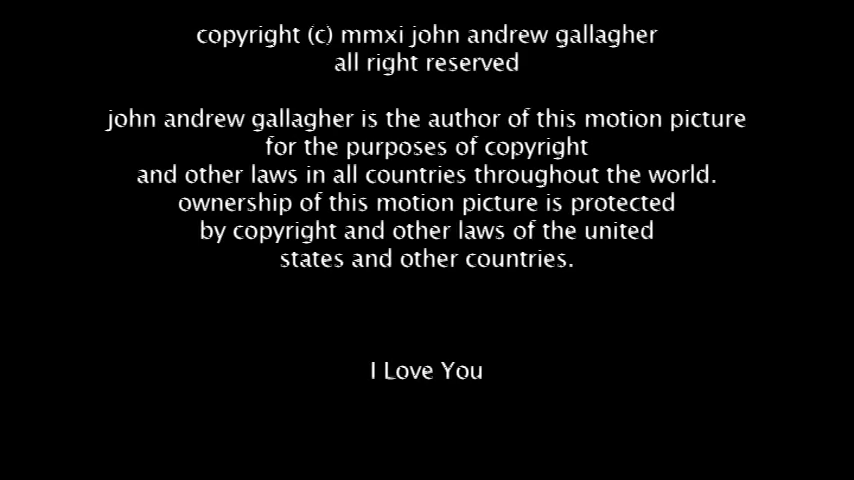 copyright (c) mmxi john andrew gallagher
all right reserved
john andrew gallagher is the author of this motion picture
for the purposes of copyright
and other laws in all countries throughout the world.
ownership of this motion picture is protected
by copyright and other laws of the united
states and other countries.
I Love You